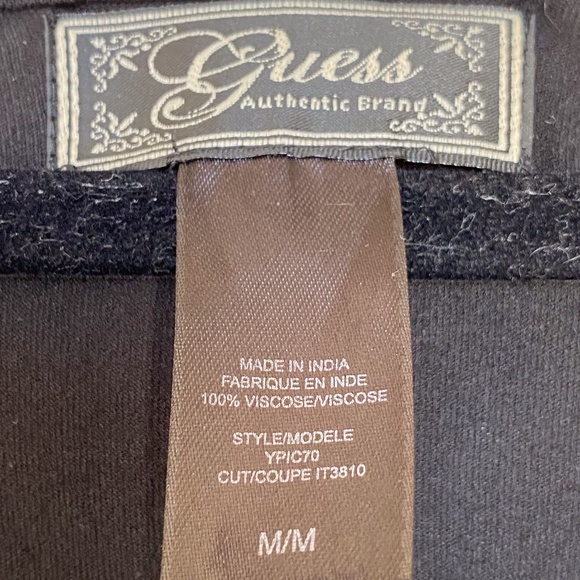 Guess
Authentic Brand
MADE IN INDIA
FABRIQUE EN INDE
100% VISCOSE/VISCOSE
STYLE/MODELE
YPIC70
CUT/COUPE IT3810
M/M